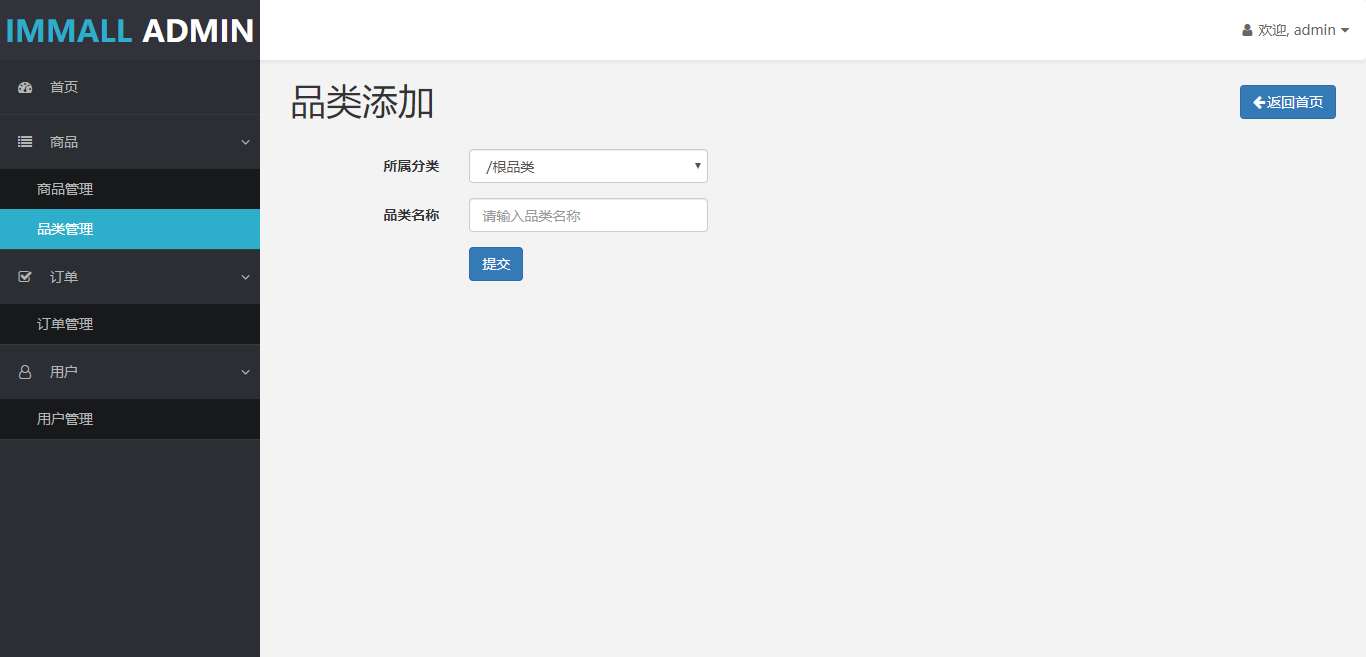 IMMALL ADMIN
欢迎, admin
首页
商品
商品管理
品类管理
订单
订单管理
用户
用户管理
品类添加
返回首页
所属分类
/根品类
品类名称
请输入品类名称
提交